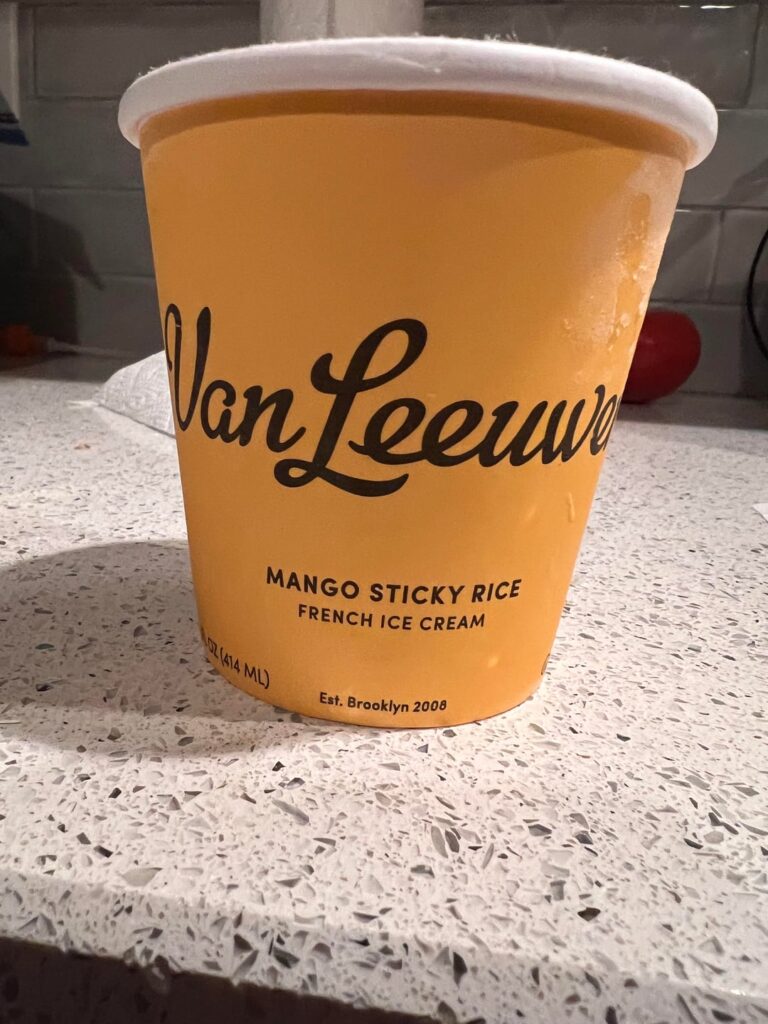 Van Leeuwe
MANGO STICKY RICE
FRENCH ICE CREAM
OZ (414 ML)
Est. Brooklyn 2008